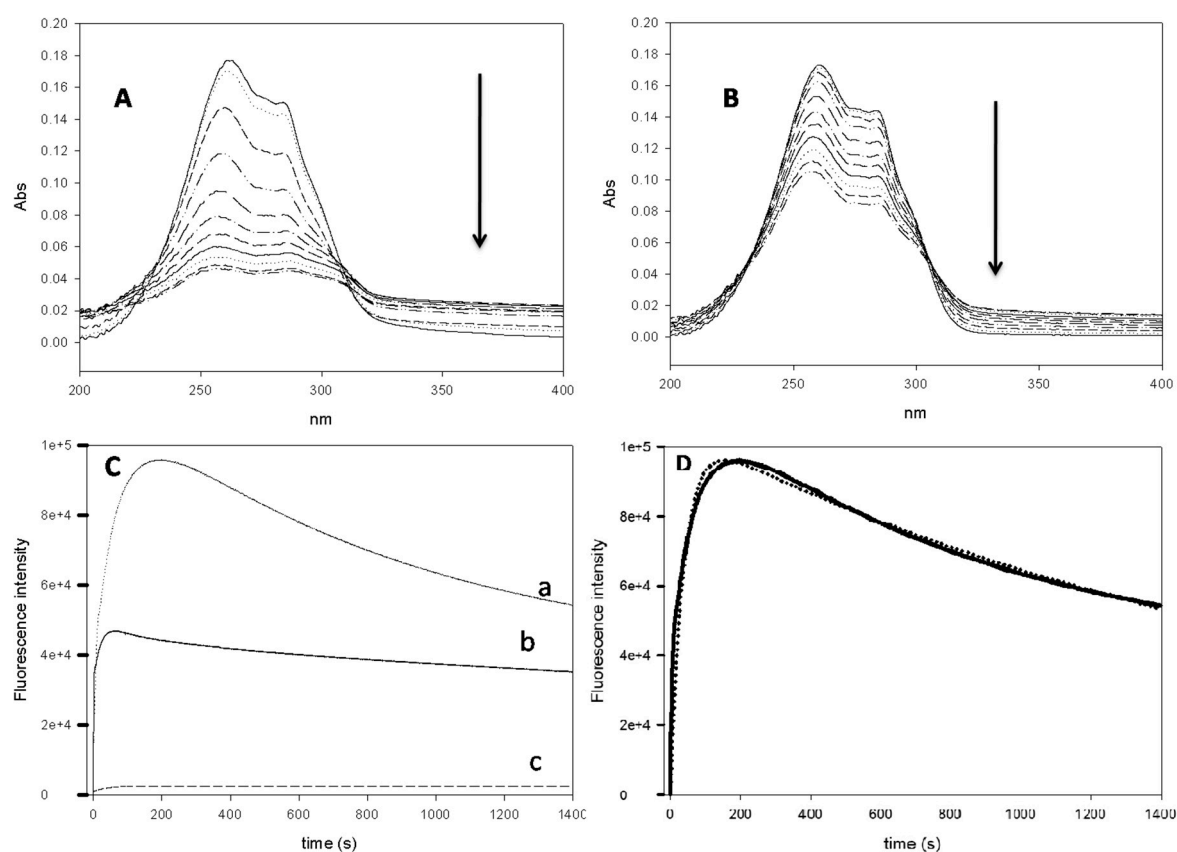 0.20
0.18
0.16
0.14
0.12
0.10
0.08
0.06
0.04
0.02
0.00
Abs
A
200 250 300 350 400
nm
0.20
0.18
0.16
0.14
0.12
0.10
0.08
0.06
0.04
0.02
0.00
Abs
B
200 250 300 350 400
nm
1e+5
8e+4
6e+4
4e+4
2e+4
0
Fluorescence intensity
C
a
b
c
0 200 400 600 800 1000 1200 1400
time (s)
1e+5
8e+4
6e+4
4e+4
2e+4
0
Fluorescence intensity
D
0 200 400 600 800 1000 1200 1400
time (s)